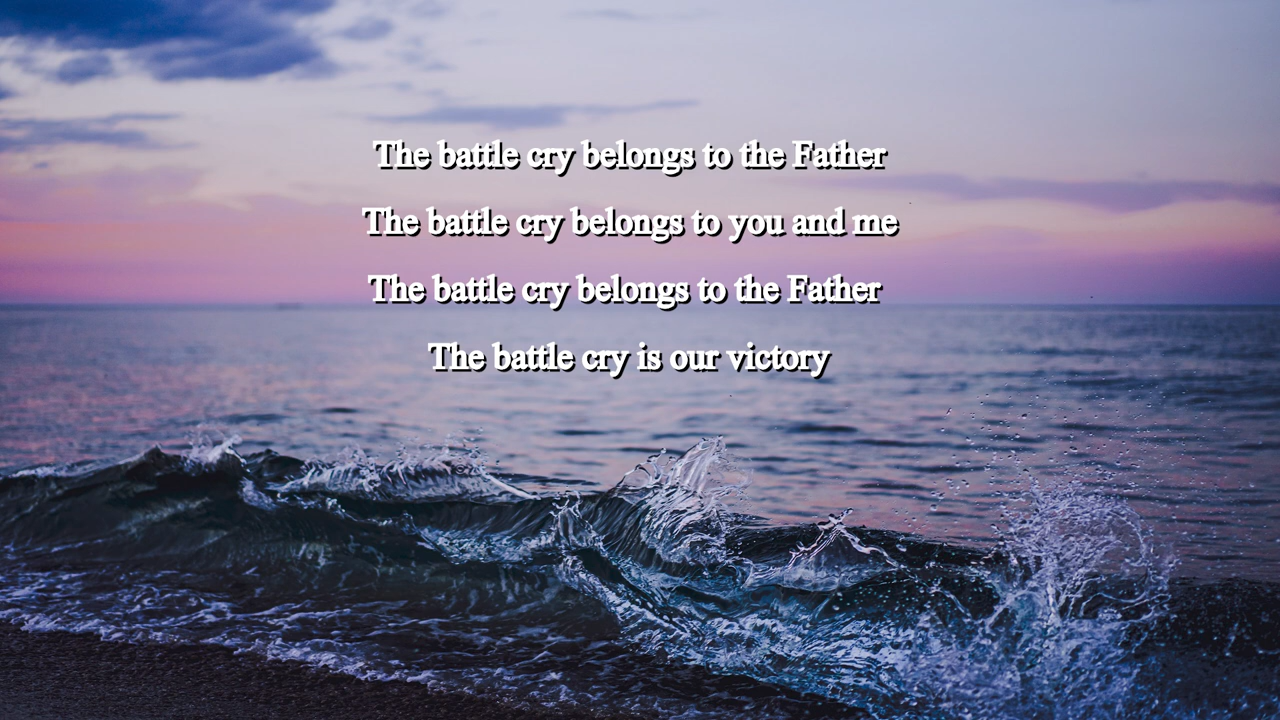 The battle cry belongs to the Father
The battle cry belongs to you and me
The battle cry belongs to the Father
The battle cry is our victory